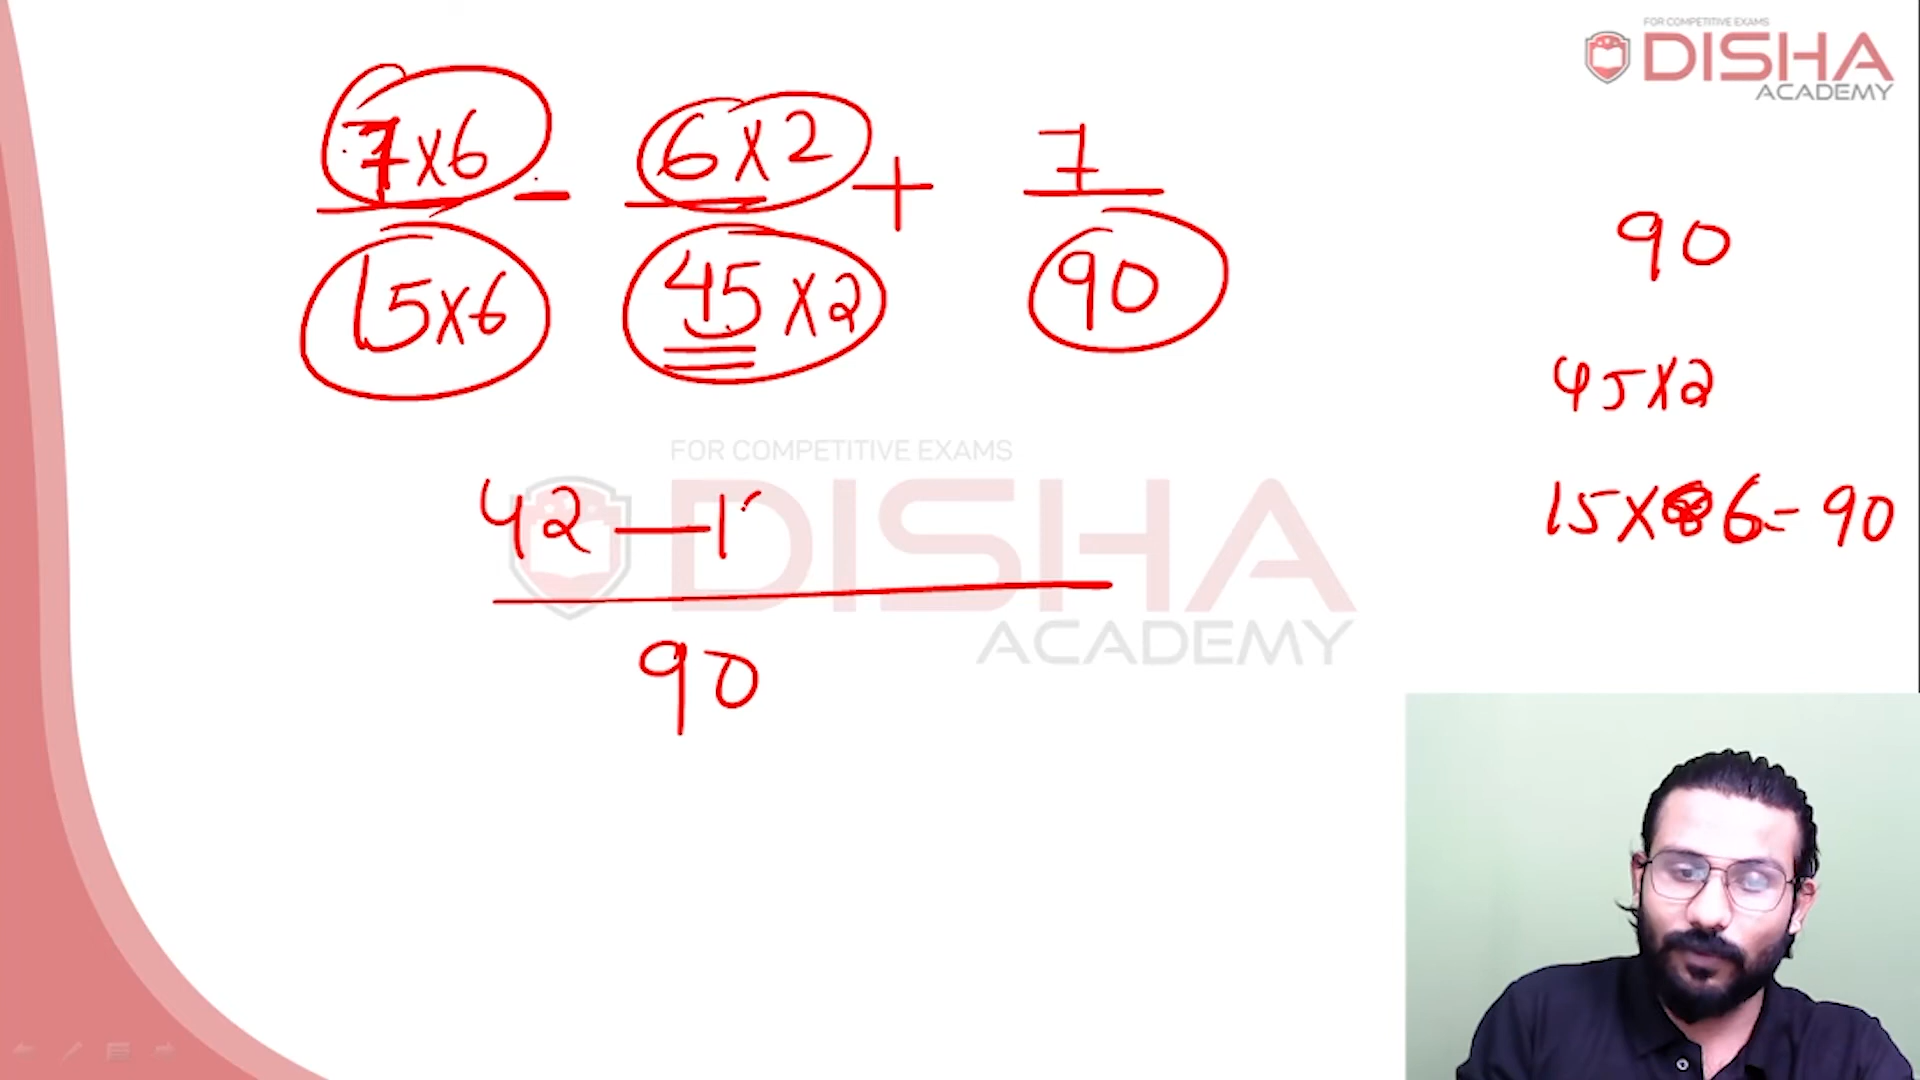 FOR COMPETITIVE EXAMS
DISHA
ACADEMY
7x6 - 6x2 + 7
15x6 45x2 90
90
45x2
15x6=90
FOR COMPETITIVE EXAMS
DISHA
ACADEMY
42-1
90